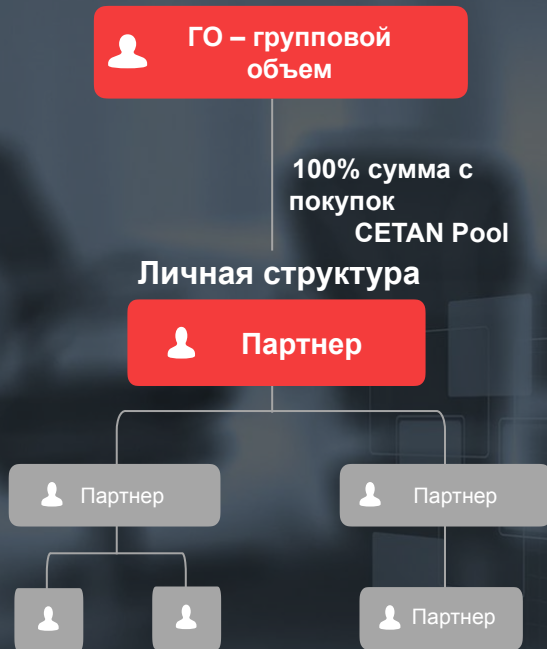 ГО – групповой
объем
100% сумма с
покупок
CETAN Pool
Личная структура
Партнер
Партнер
Партнер
Партнер